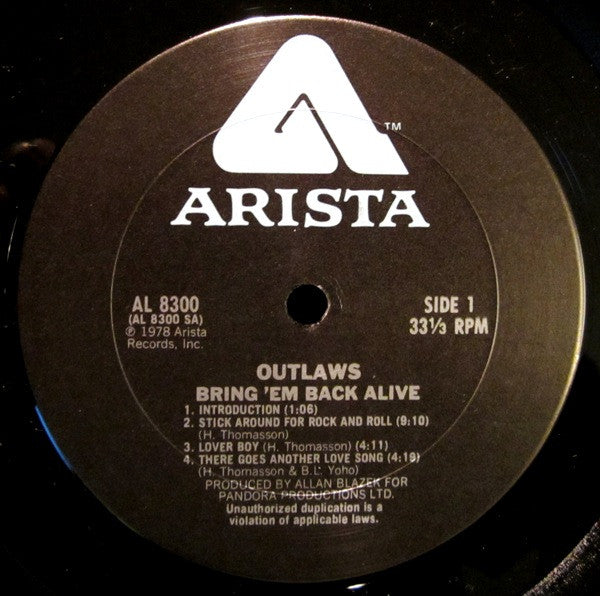 ™
ARISTA
AL 8300
(AL 8300 SA)
℗ 1978 Arista
Records, Inc.
SIDE 1
33⅓ RPM
OUTLAWS
BRING 'EM BACK ALIVE
1. INTRODUCTION (1:06)
2. STICK AROUND FOR ROCK AND ROLL (9:10)
(H. Thomasson)
3. LOVER BOY (H. Thomasson) (4:11)
4. THERE GOES ANOTHER LOVE SONG (4:19)
(H. Thomasson & B.L. Yoho)
PRODUCED BY ALLAN BLAZEK FOR
PANDORA PRODUCTIONS LTD.
Unauthorized duplication is a
violation of applicable laws.